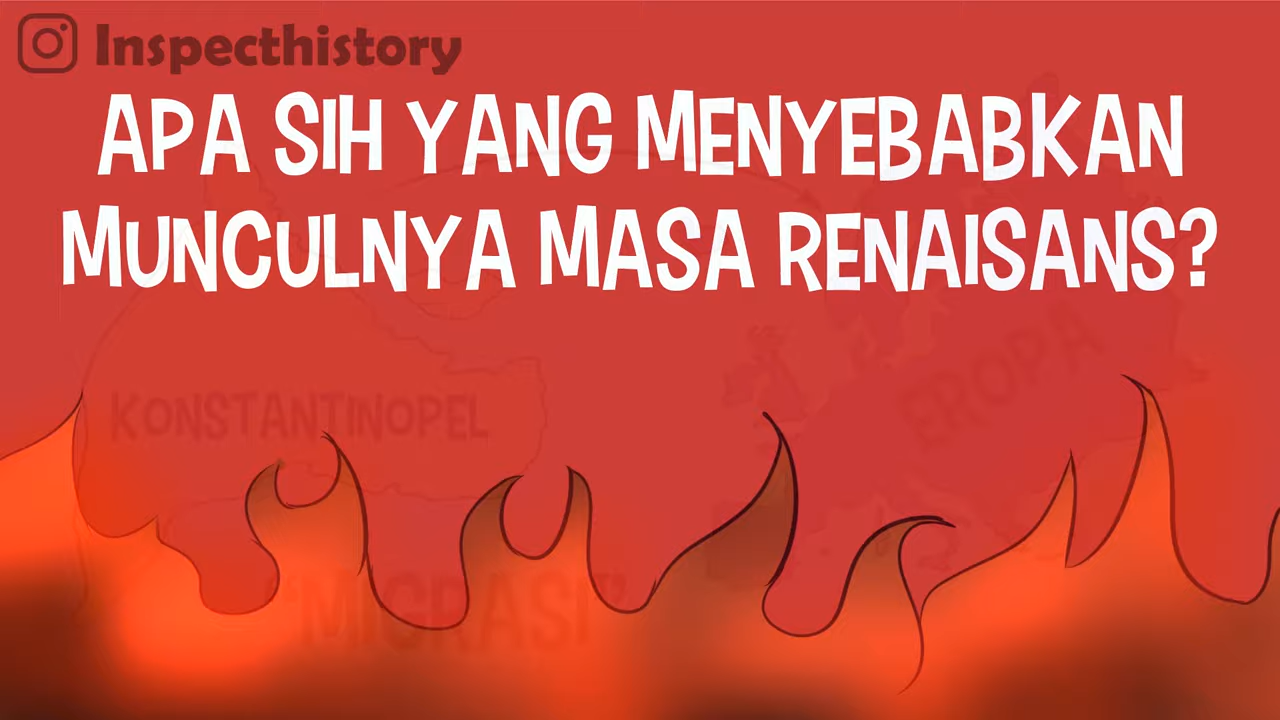 Inspecthistory
APA SIH YANG MENYEBABKAN
MUNCULNYA MASA RENAISANS?
EROPA
KONSTANTINOPEL
"MIGRASI"